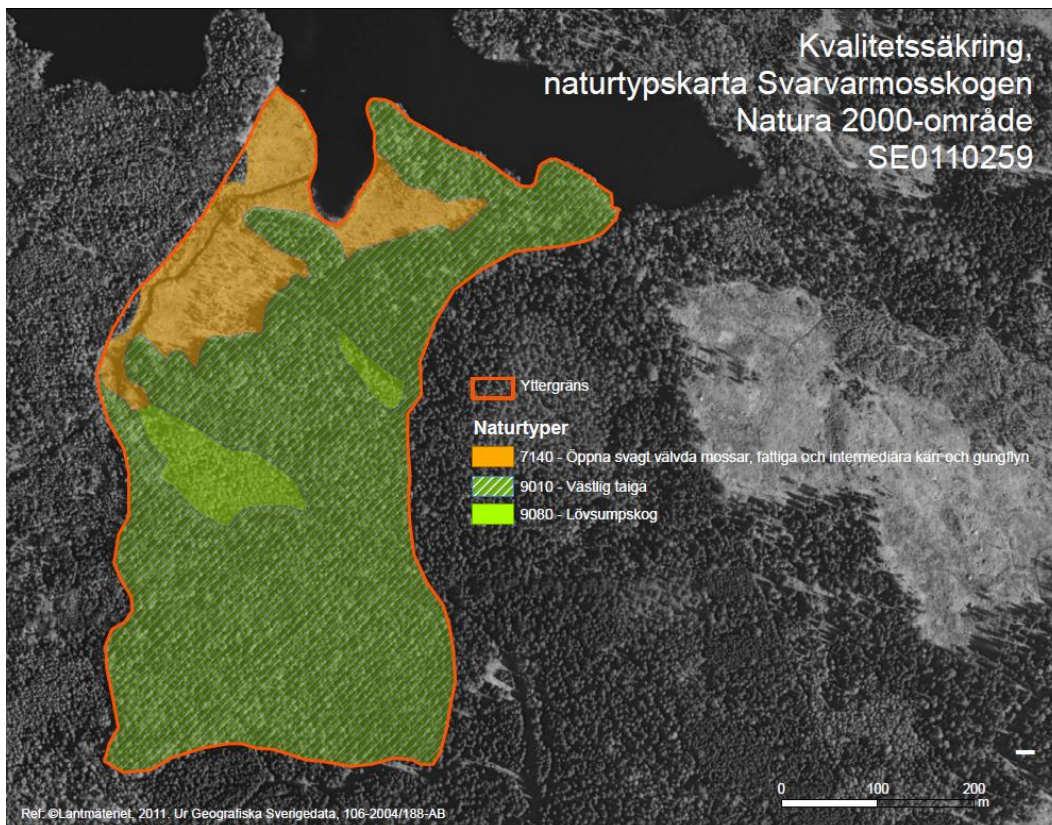 Kvalitetssäkring,
naturtypskarta Svarvarmosskogen
Natura 2000-område
SE0110259
Yttergräns
Naturtyper
7140 - Öppna svagt välvda mossar, fattiga och intermediära kärr och gungflyn
9010 - Västlig taiga
9080 - Lövsumpskog
0 100 200
m
Ref: ©Lantmäteriet, 2011. Ur Geografiska Sverigedata, 106-2004/188-AB